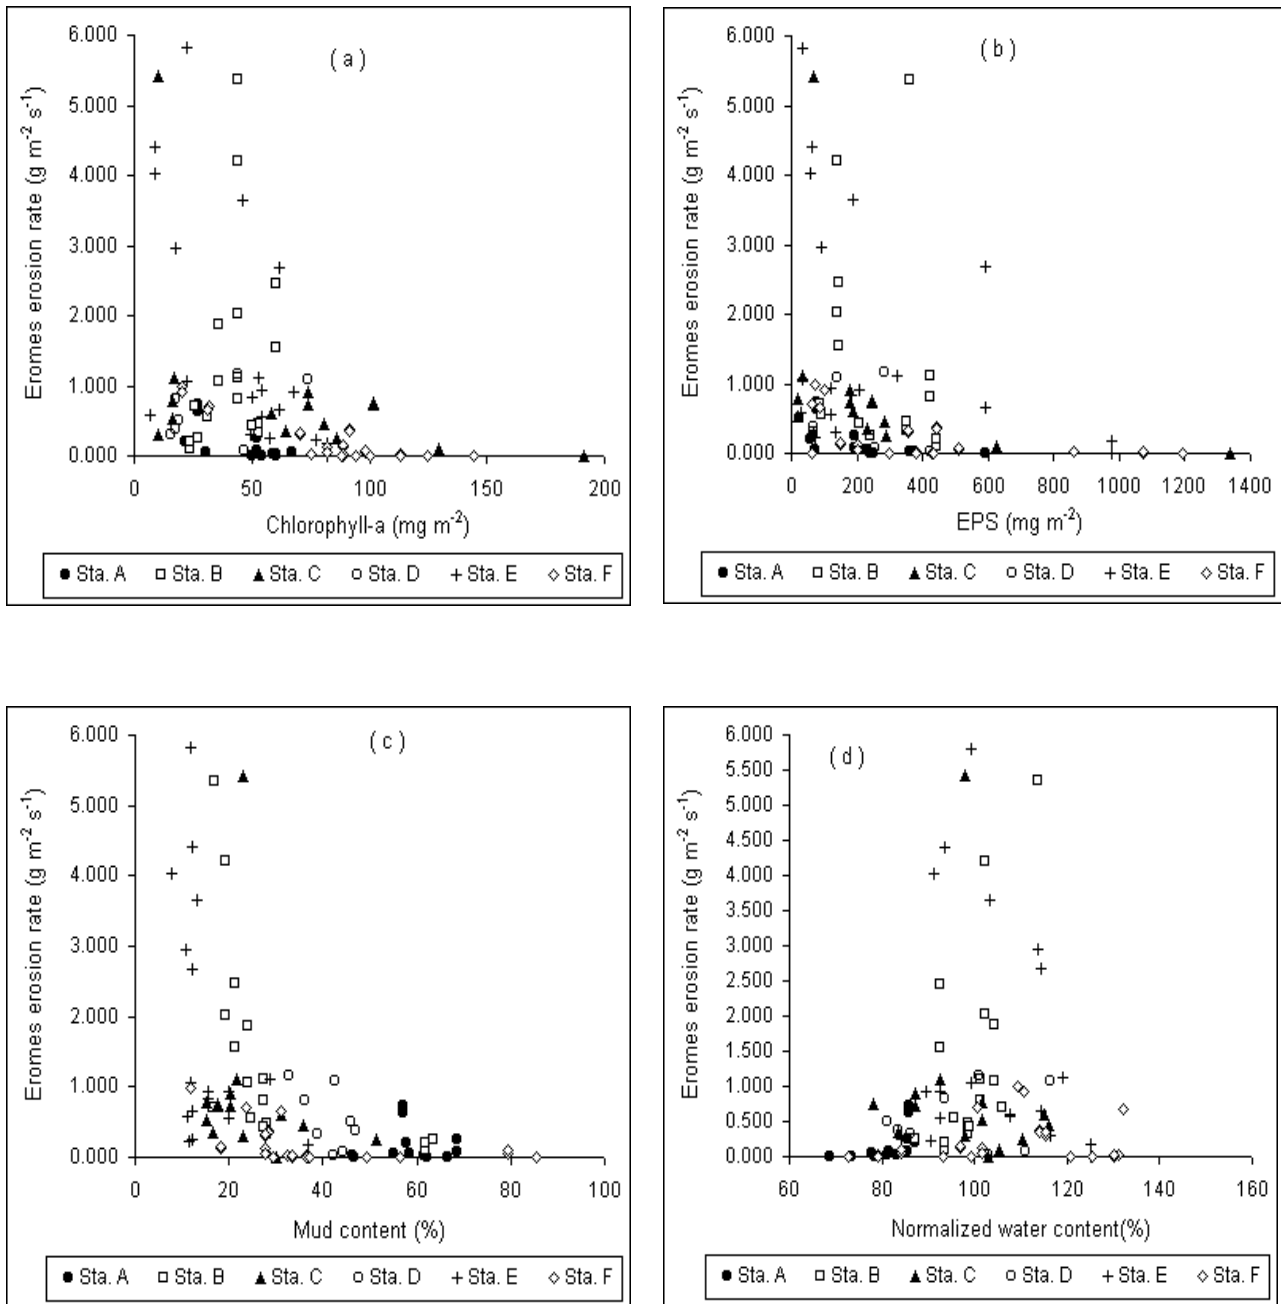 ( a )
Eromes erosion rate (g m⁻² s⁻¹)
6.000
5.000
4.000
3.000
2.000
1.000
0.000
0 50 100 150 200
Chlorophyll-a (mg m⁻²)
Sta. A Sta. B Sta. C Sta. D Sta. E Sta. F
( b )
Eromes erosion rate (g m⁻² s⁻¹)
6.000
5.000
4.000
3.000
2.000
1.000
0.000
0 200 400 600 800 1000 1200 1400
EPS (mg m⁻²)
Sta. A Sta. B Sta. C Sta. D Sta. E Sta. F
( c )
Eromes erosion rate (g m⁻² s⁻¹)
6.000
5.000
4.000
3.000
2.000
1.000
0.000
0 20 40 60 80 100
Mud content (%)
Sta. A Sta. B Sta. C Sta. D Sta. E Sta. F
( d )
Eromes erosion rate (g m⁻² s⁻¹)
6.000
5.500
5.000
4.500
4.000
3.500
3.000
2.500
2.000
1.500
1.000
0.500
0.000
60 80 100 120 140 160
Normalized water content(%)
Sta. A Sta. B Sta. C Sta. D Sta. E Sta. F